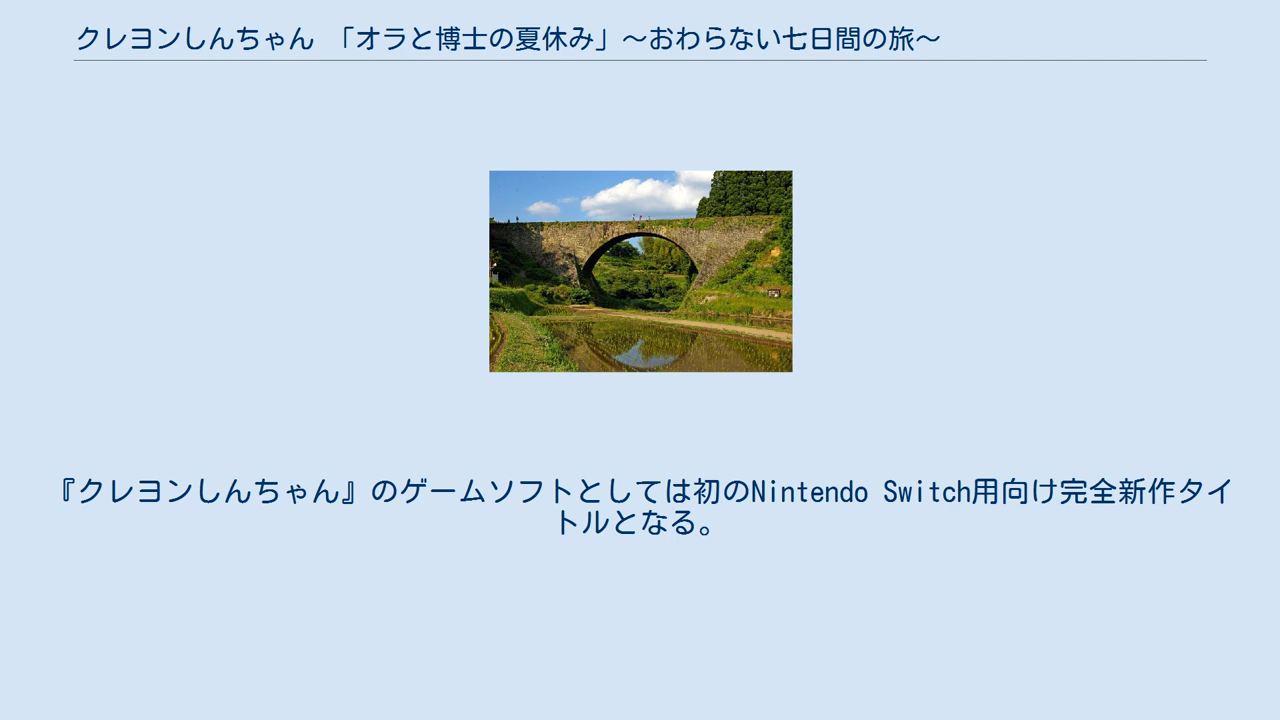 クレヨンしんちゃん 「オラと博士の夏休み」～おわらない七日間の旅～
『クレヨンしんちゃん』のゲームソフトとしては初のNintendo Switch用向け完全新作タイ
トルとなる。